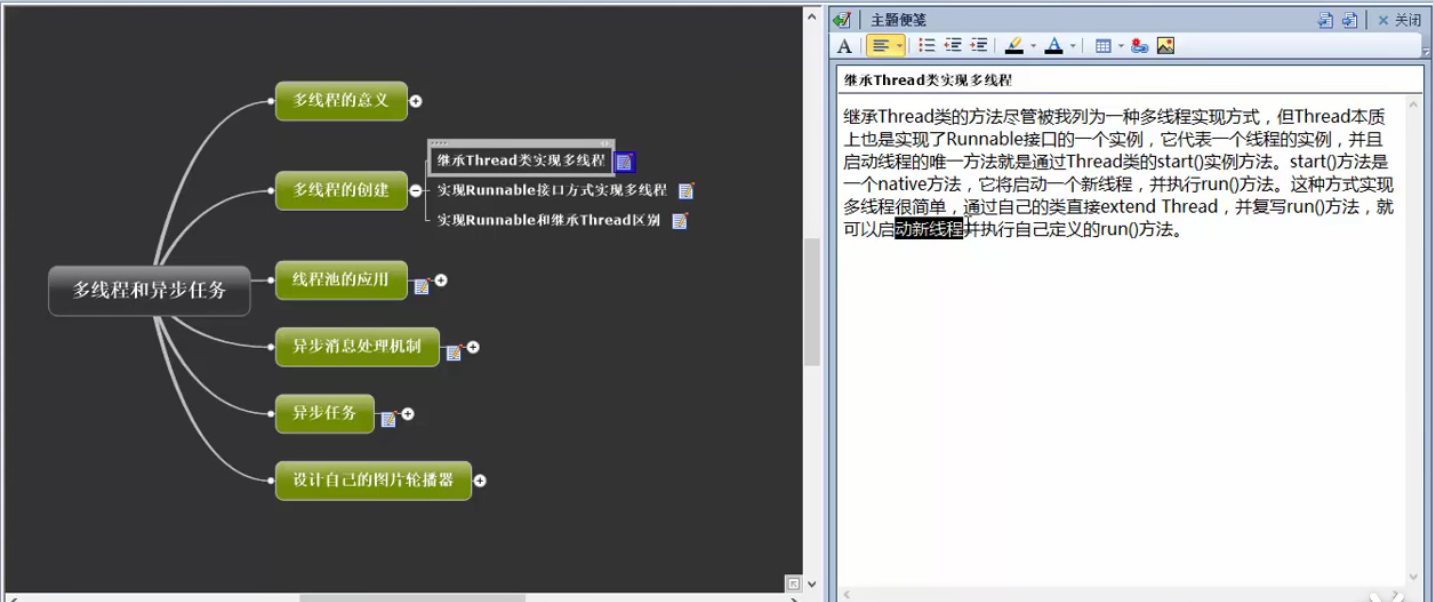 多线程的意义
多线程的创建
继承Thread类实现多线程
实现Runnable接口方式实现多线程
实现Runnable和继承Thread区别
多线程和异步任务
线程池的应用
异步消息处理机制
异步任务
设计自己的图片轮播器
主题便笺
关闭
继承Thread类实现多线程
继承Thread类的方法尽管被我列为一种多线程实现方式，但Thread本质
上也是实现了Runnable接口的一个实例，它代表一个线程的实例，并且
启动线程的唯一方法就是通过Thread类的start()实例方法。start()方法是
一个native方法，它将启动一个新线程，并执行run()方法。这种方式实现
多线程很简单，通过自己的类直接extend Thread，并复写run()方法，就
可以启动新线程并执行自己定义的run()方法。